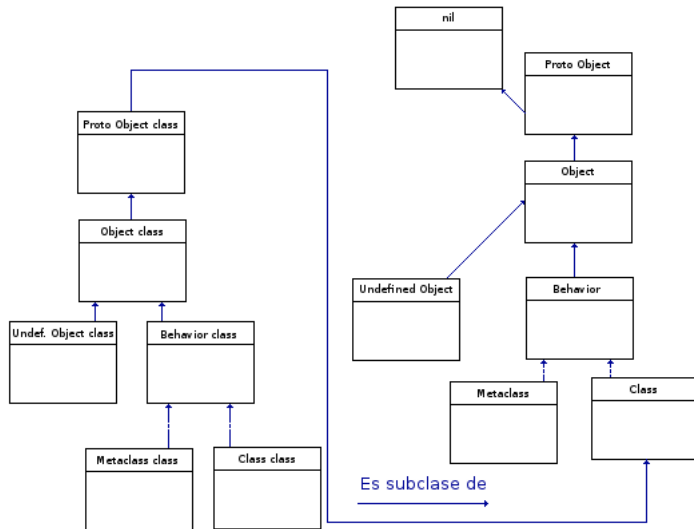 nil
Proto Object
Proto Object class
Object
Object class
Undefined Object
Behavior
Undef. Object class
Behavior class
Metaclass
Class
Metaclass class
Class class
Es subclase de